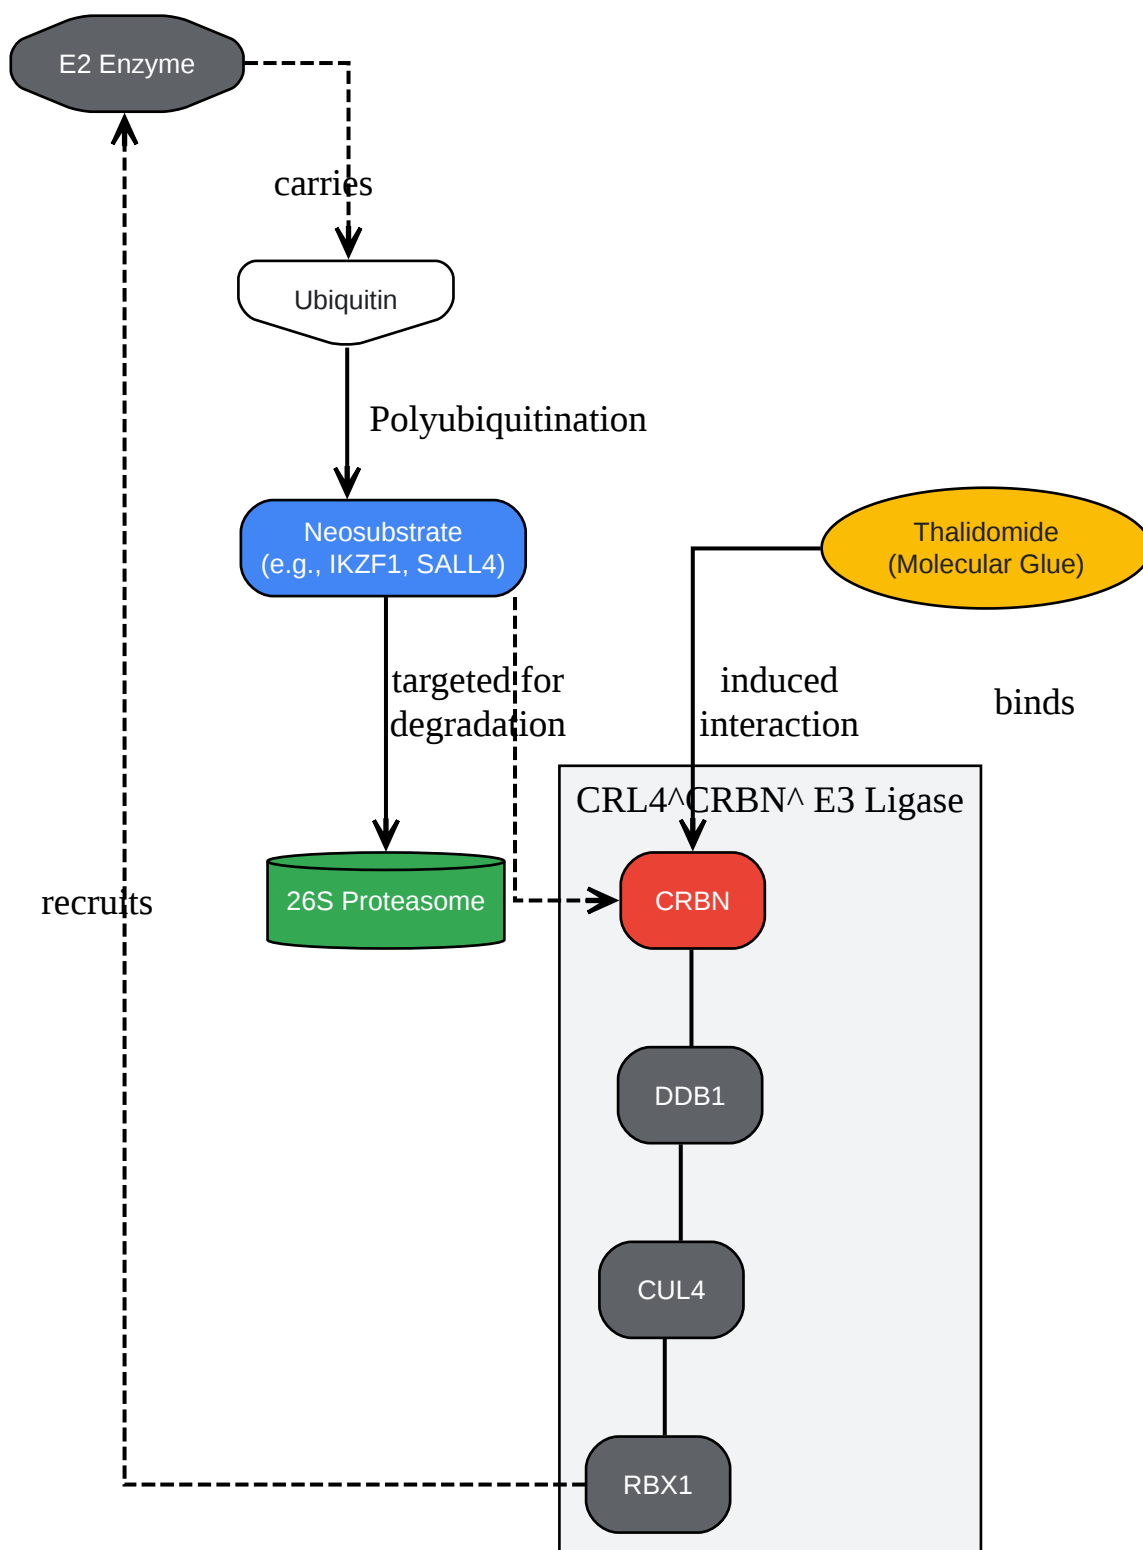 E2 Enzyme
carries
Ubiquitin
Polyubiquitination
Neosubstrate
(e.g., IKZF1, SALL4)
Thalidomide
(Molecular Glue)
targeted for
degradation
induced
interaction
binds
CRL4^CRBN^ E3 Ligase
recruits
26S Proteasome
CRBN
DDB1
CUL4
RBX1